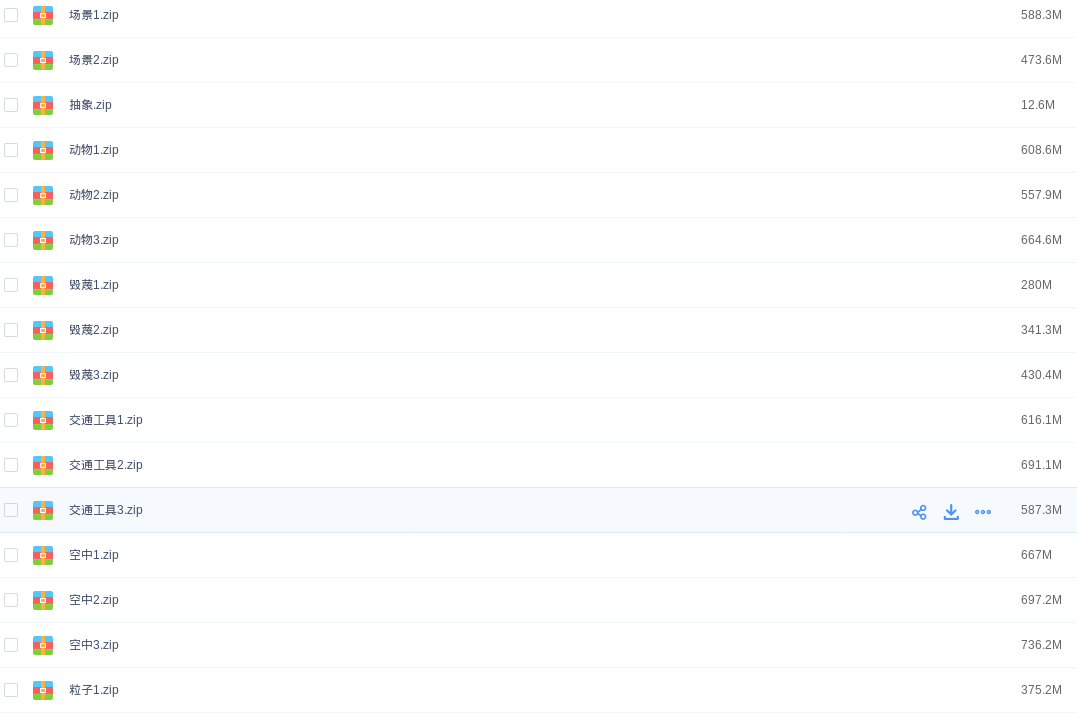 场景1.zip 588.3M
场景2.zip 473.6M
抽象.zip 12.6M
动物1.zip 608.6M
动物2.zip 557.9M
动物3.zip 664.6M
毁蔑1.zip 280M
毁蔑2.zip 341.3M
毁蔑3.zip 430.4M
交通工具1.zip 616.1M
交通工具2.zip 691.1M
交通工具3.zip 587.3M
空中1.zip 667M
空中2.zip 697.2M
空中3.zip 736.2M
粒子1.zip 375.2M